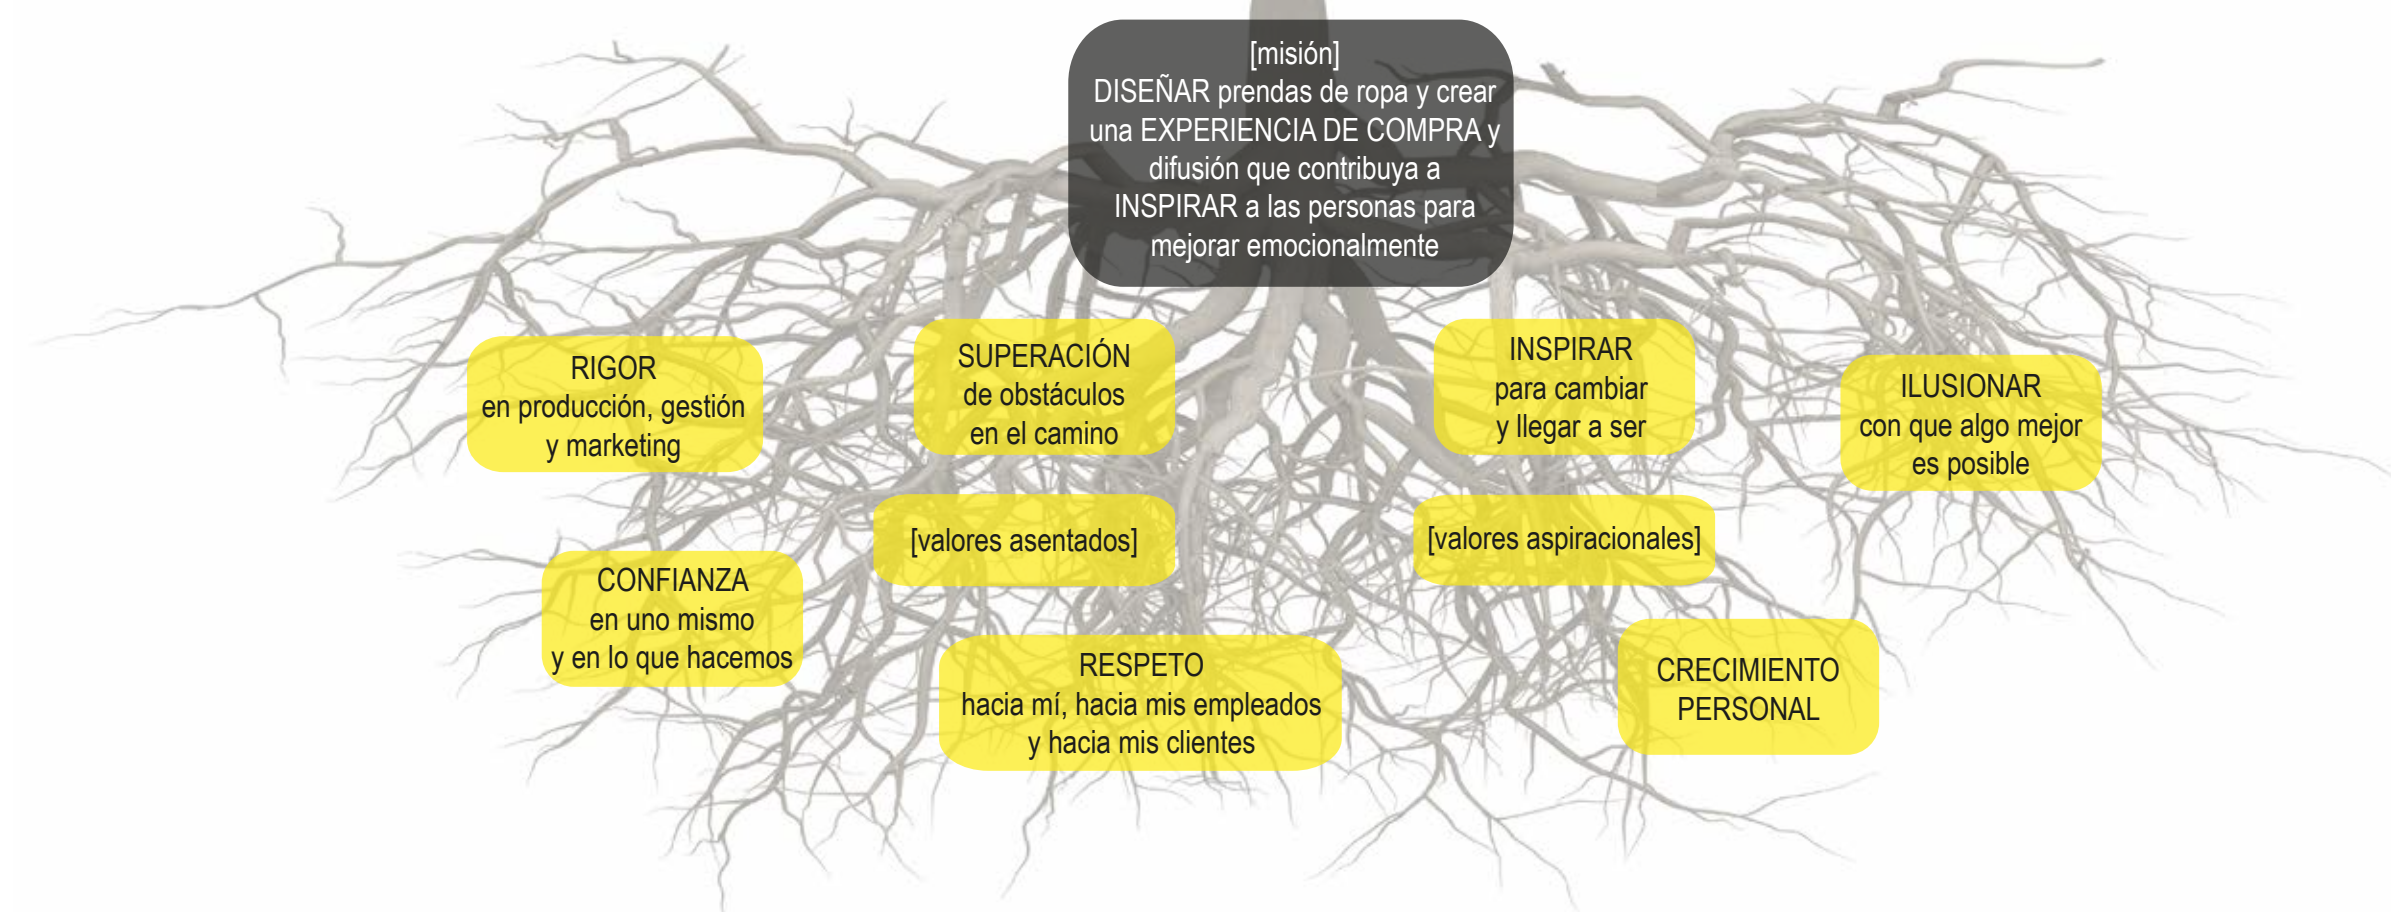 [misión]
DISEÑAR prendas de ropa y crear
una EXPERIENCIA DE COMPRA y
difusión que contribuya a
INSPIRAR a las personas para
mejorar emocionalmente
RIGOR
en producción, gestión
y marketing
SUPERACIÓN
de obstáculos
en el camino
INSPIRAR
para cambiar
y llegar a ser
ILUSIONAR
con que algo mejor
es posible
[valores asentados]
[valores aspiracionales]
CONFIANZA
en uno mismo
y en lo que hacemos
RESPETO
hacia mí, hacia mis empleados
y hacia mis clientes
CRECIMIENTO
PERSONAL